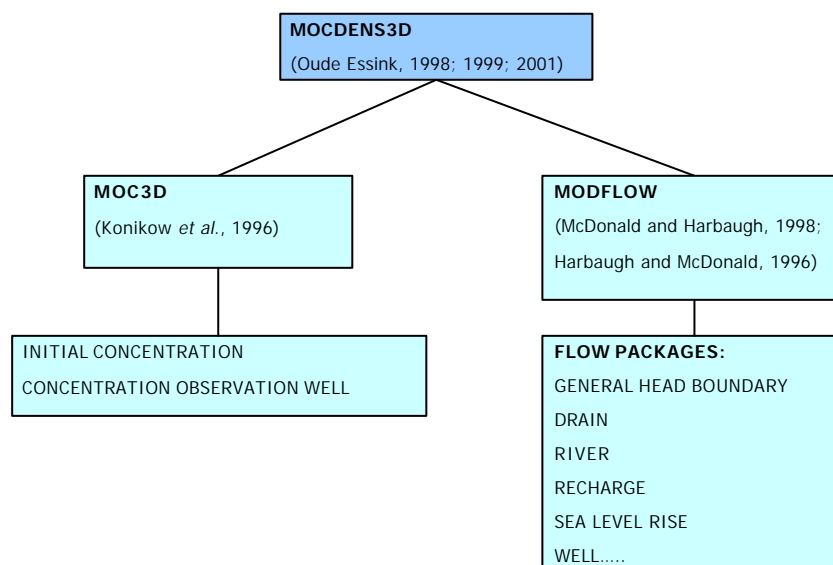 MOCDENS3D
(Oude Essink, 1998; 1999; 2001)
MOC3D
(Konikow et al., 1996)
MODFLOW
(McDonald and Harbaugh, 1998;
Harbaugh and McDonald, 1996)
INITIAL CONCENTRATION
CONCENTRATION OBSERVATION WELL
FLOW PACKAGES:
GENERAL HEAD BOUNDARY
DRAIN
RIVER
RECHARGE
SEA LEVEL RISE
WELL.....